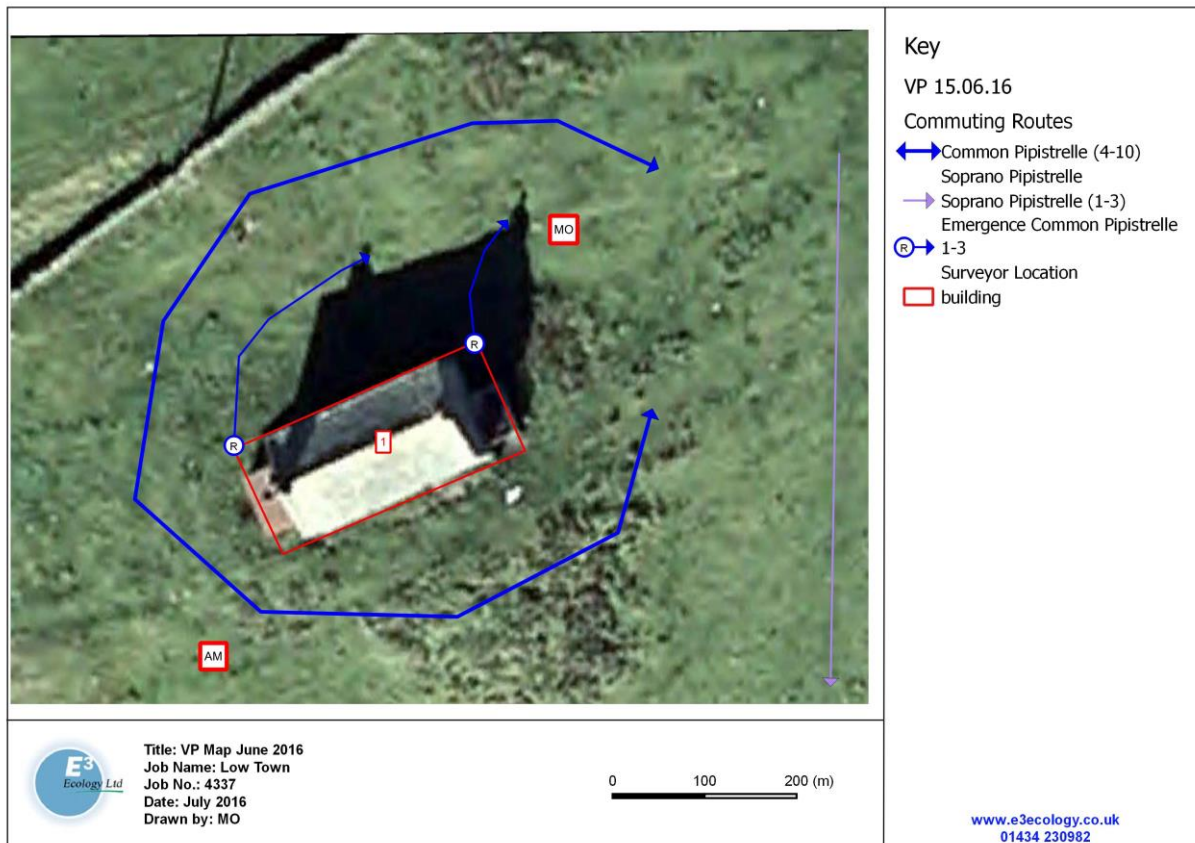 Key
VP 15.06.16
Commuting Routes
Common Pipistrelle (4-10)
Soprano Pipistrelle
Soprano Pipistrelle (1-3)
Emergence Common Pipistrelle
R 1-3
Surveyor Location
building
MO
R
R
1
AM
E3
Ecology Ltd
Title: VP Map June 2016
Job Name: Low Town
Job No.: 4337
Date: July 2016
Drawn by: MO
0 100 200 (m)
www.e3ecology.co.uk
01434 230982